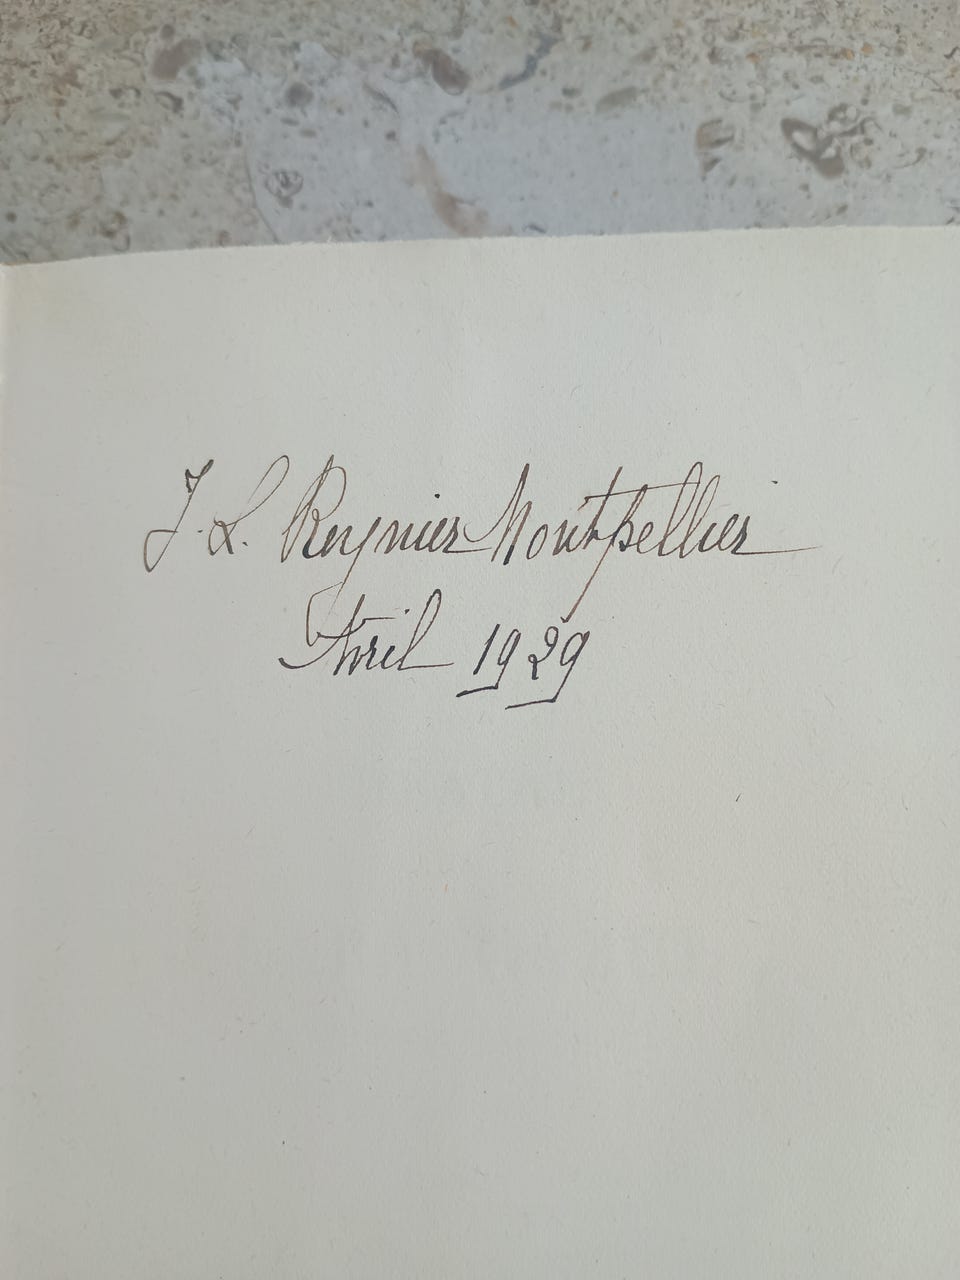 J. L. Reynier Montpellier
Avril 1929